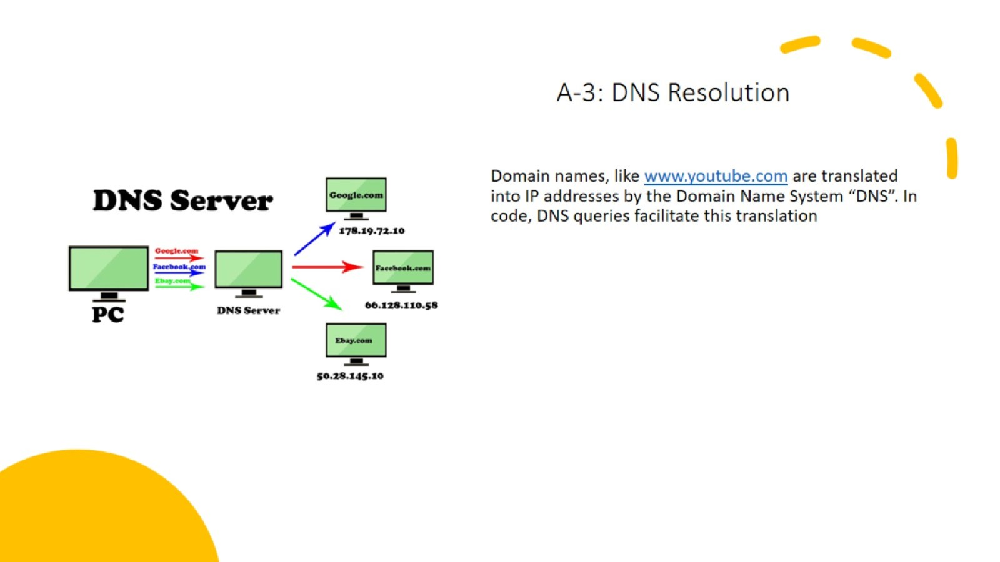 A-3: DNS Resolution
Domain names, like www.youtube.com are translated
into IP addresses by the Domain Name System “DNS”. In
code, DNS queries facilitate this translation
DNS Server
Google.com
178.19.72.10
Google.com
Facebook.com
Ebay.com
PC
DNS Server
Facebook.com
66.128.110.58
Ebay.com
50.28.145.10